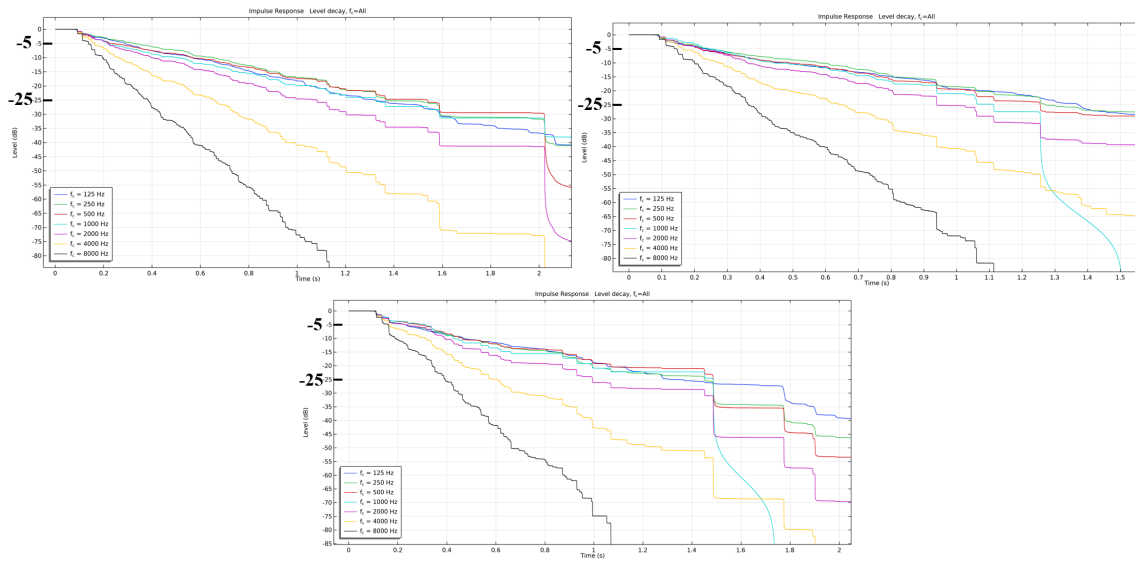 Impulse Response Level decay, fc=All
0
-5
-5
-10
-15
-20
-25
-25
-30
-35
-40
-45
-50
-55
-60
-65
-70
-75
-80
Level (dB)
fc = 125 Hz
fc = 250 Hz
fc = 500 Hz
fc = 1000 Hz
fc = 2000 Hz
fc = 4000 Hz
fc = 8000 Hz
0 0.2 0.4 0.6 0.8 1 1.2 1.4 1.6 1.8 2
Time (s)
Impulse Response Level decay, fc=All
0
-5
-5
-10
-15
-20
-25
-25
-30
-35
-40
-45
-50
-55
-60
-65
-70
-75
-80
Level (dB)
fc = 125 Hz
fc = 250 Hz
fc = 500 Hz
fc = 1000 Hz
fc = 2000 Hz
fc = 4000 Hz
fc = 8000 Hz
0 0.1 0.2 0.3 0.4 0.5 0.6 0.7 0.8 0.9 1 1.1 1.2 1.3 1.4 1.5
Time (s)
Impulse Response Level decay, fc=All
0
-5
-5
-10
-15
-20
-25
-25
-30
-35
-40
-45
-50
-55
-60
-65
-70
-75
-80
-85
Level (dB)
fc = 125 Hz
fc = 250 Hz
fc = 500 Hz
fc = 1000 Hz
fc = 2000 Hz
fc = 4000 Hz
fc = 8000 Hz
0 0.2 0.4 0.6 0.8 1 1.2 1.4 1.6 1.8 2
Time (s)